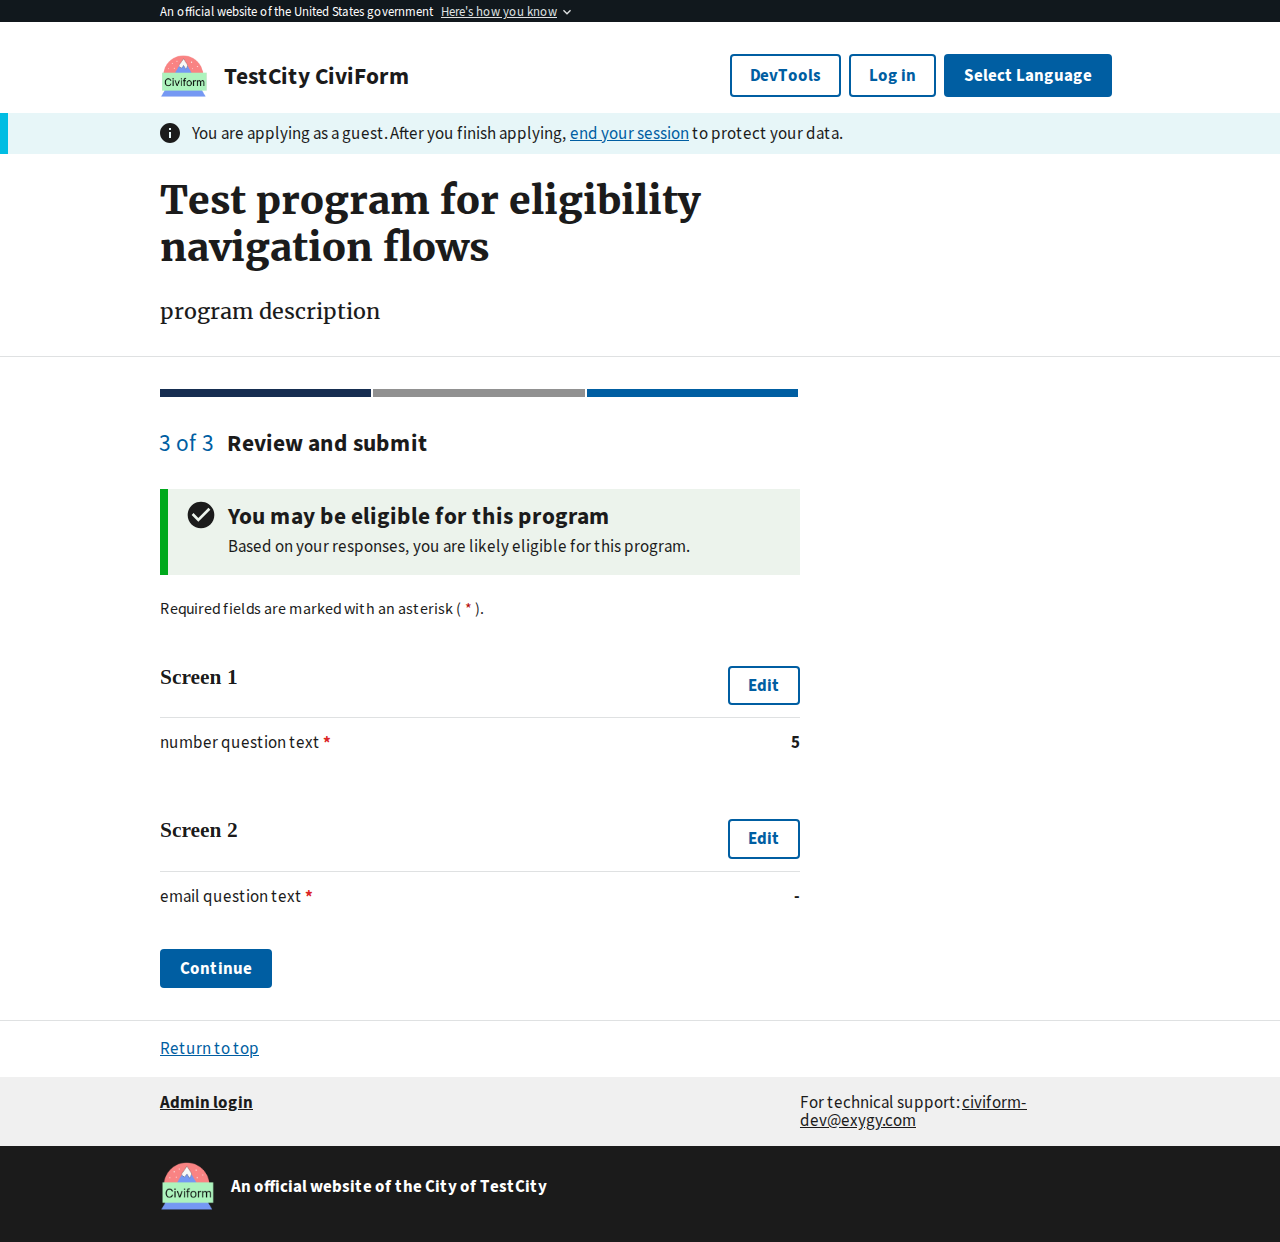 An official website of the United States government Here's how you know
Civiform
TestCity CiviForm
DevTools
Log in
Select Language
You are applying as a guest. After you finish applying, end your session to protect your data.
Test program for eligibility
navigation flows
program description
3 of 3 Review and submit
You may be eligible for this program
Based on your responses, you are likely eligible for this program.
Required fields are marked with an asterisk ( * ).
Screen 1
Edit
number question text *
5
Screen 2
Edit
email question text *
-
Continue
Return to top
Admin login
For technical support: civiform-
dev@exygy.com
Civiform
An official website of the City of TestCity